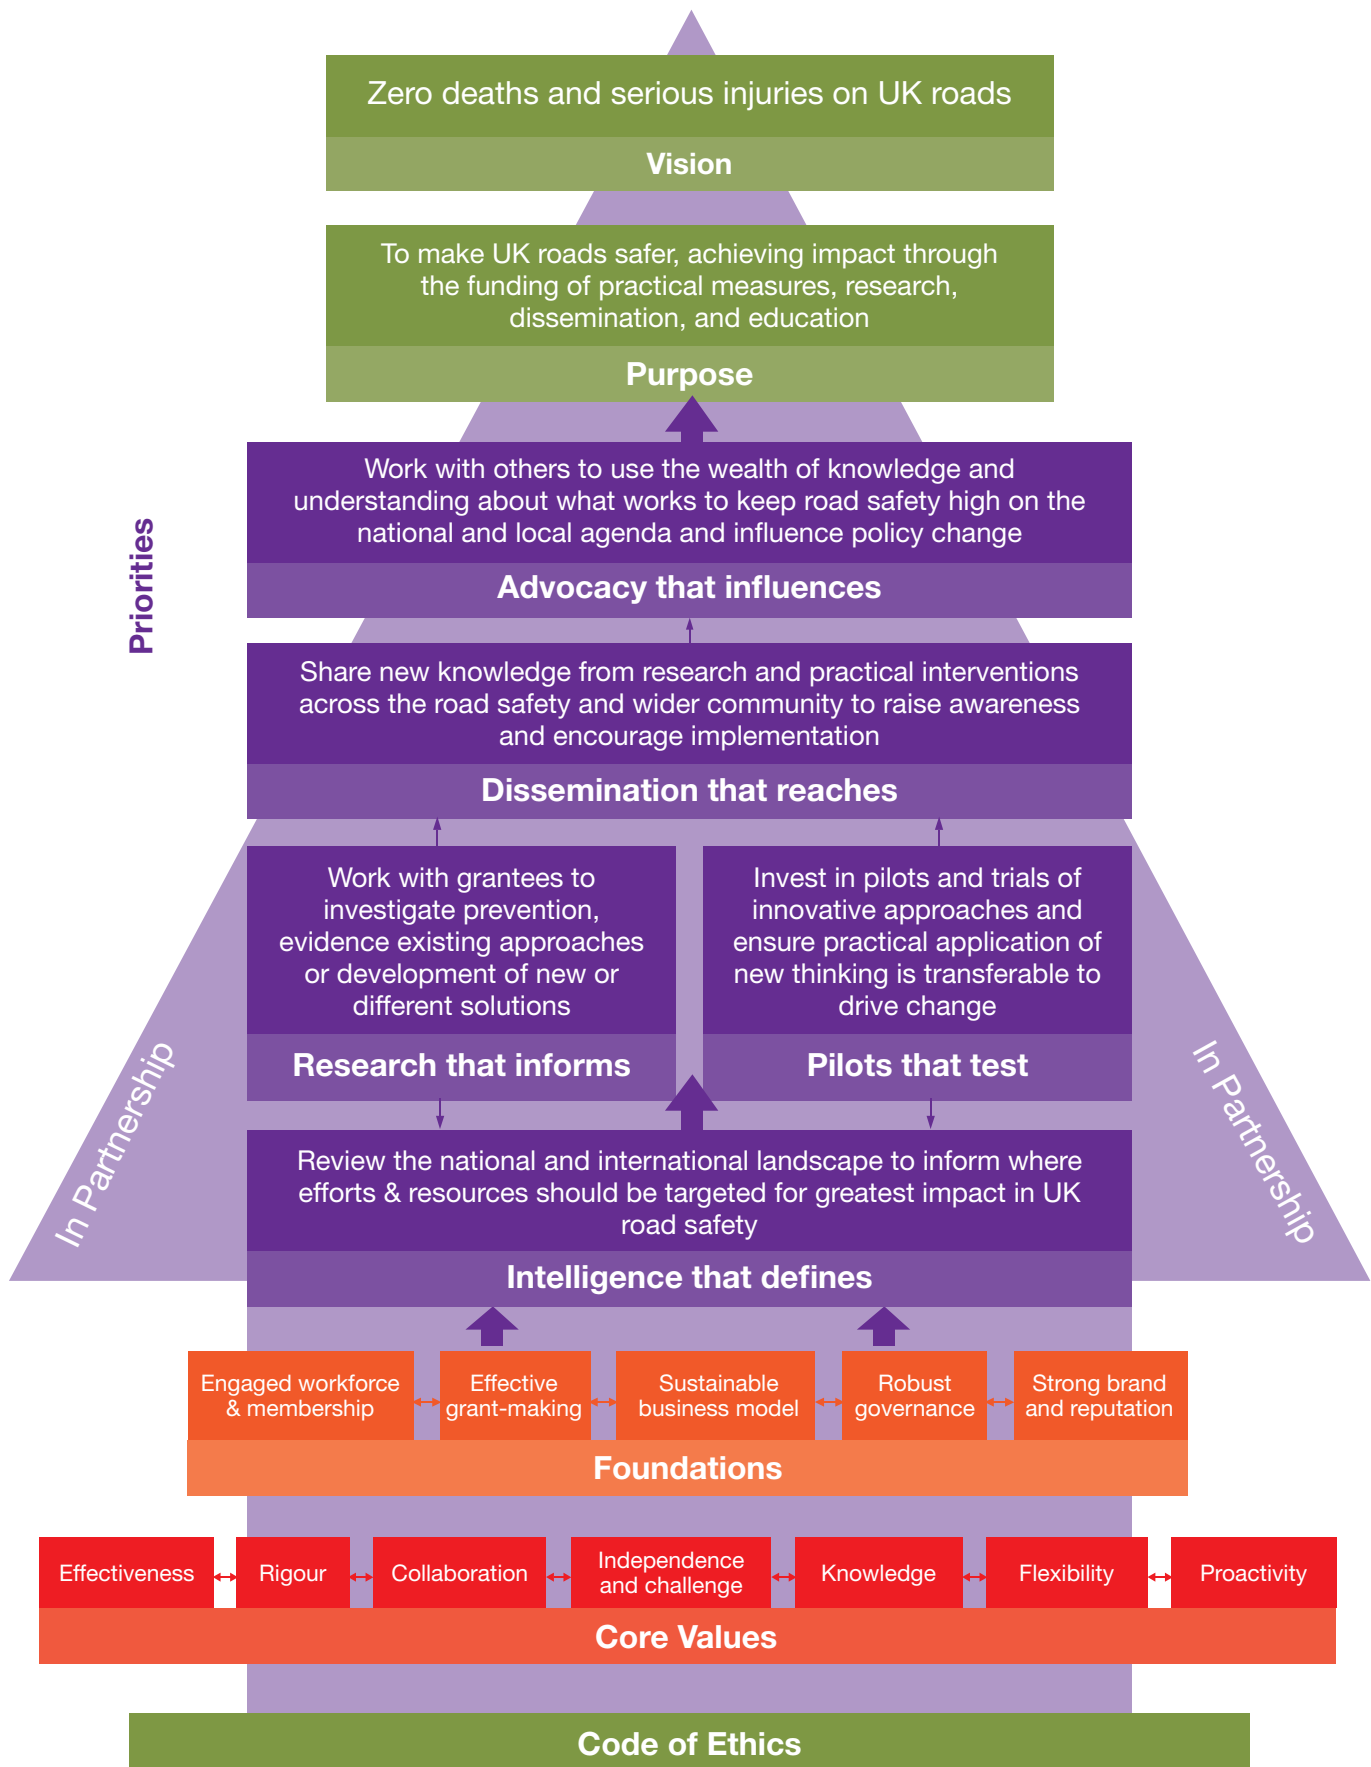 Zero deaths and serious injuries on UK roads
Vision
To make UK roads safer, achieving impact through
the funding of practical measures, research,
dissemination, and education
Purpose
Priorities
Work with others to use the wealth of knowledge and
understanding about what works to keep road safety high on the
national and local agenda and influence policy change
Advocacy that influences
Share new knowledge from research and practical interventions
across the road safety and wider community to raise awareness
and encourage implementation
Dissemination that reaches
Work with grantees to
investigate prevention,
evidence existing approaches
or development of new or
different solutions
Research that informs
Invest in pilots and trials of
innovative approaches and
ensure practical application of
new thinking is transferable to
drive change
Pilots that test
In Partnership
In Partnership
Review the national and international landscape to inform where
efforts & resources should be targeted for greatest impact in UK
road safety
Intelligence that defines
Engaged workforce
& membership
Effective
grant-making
Sustainable
business model
Robust
governance
Strong brand
and reputation
Foundations
Effectiveness
Rigour
Collaboration
Independence
and challenge
Knowledge
Flexibility
Proactivity
Core Values
Code of Ethics